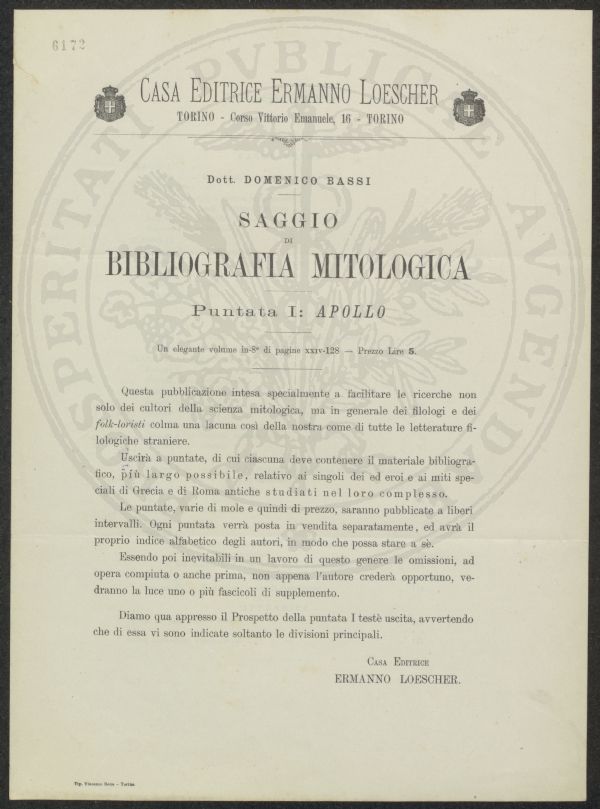 6172
CASA EDITRICE ERMANNO LOESCHER
TORINO - Corso Vittorio Emanuele, 16 - TORINO
Dott. DOMENICO BASSI
SAGGIO
DI
BIBLIOGRAFIA MITOLOGICA
Puntata I: APOLLO
Un elegante volume in-8° di pagine XXIV-128 — Prezzo Lire 5.
Questa pubblicazione intesa specialmente a facilitare le ricerche non
solo dei cultori della scienza mitologica, ma in generale dei filologi e dei
folk-loristi colma una lacuna così della nostra come di tutte le letterature fi-
lologiche straniere.
Uscirà a puntate, di cui ciascuna deve contenere il materiale bibliogra-
fico, più largo possibile, relativo ai singoli dei ed eroi e ai miti spe-
ciali di Grecia e di Roma antiche studiati nel loro complesso.
Le puntate, varie di mole e quindi di prezzo, saranno pubblicate a liberi
intervalli. Ogni puntata verrà posta in vendita separatamente, ed avrà il
proprio indice alfabetico degli autori, in modo che possa stare a sè.
Essendo poi inevitabili in un lavoro di questo genere le omissioni, ad
opera compiuta o anche prima, non appena l'autore crederà opportuno, ve-
dranno la luce uno o più fascicoli di supplemento.
Diamo qua appresso il Prospetto della puntata I testè uscita, avvertendo
che di essa vi sono indicate soltanto le divisioni principali.
CASA EDITRICE
ERMANNO LOESCHER.
Tip. Vincenzo Bona - Torino.
PVBLICAE
PROSPERITATI
AVGENDAE